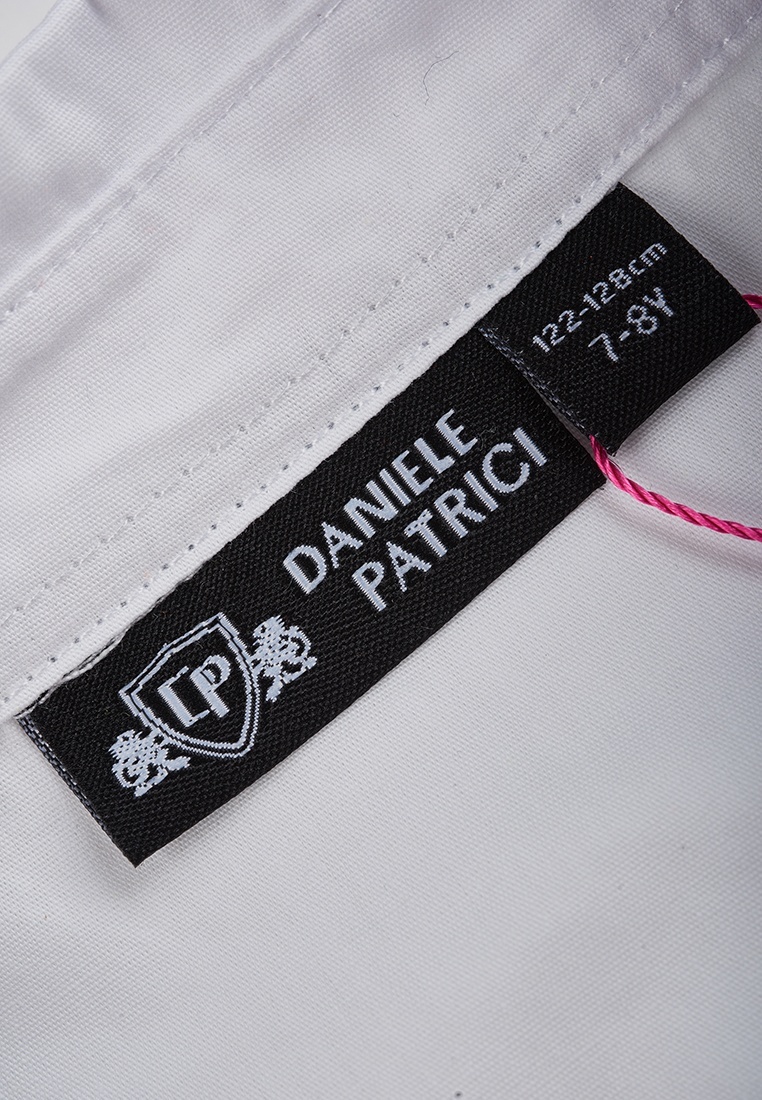 DANIELE
PATRICI
DP
122-128cm
7-8Y